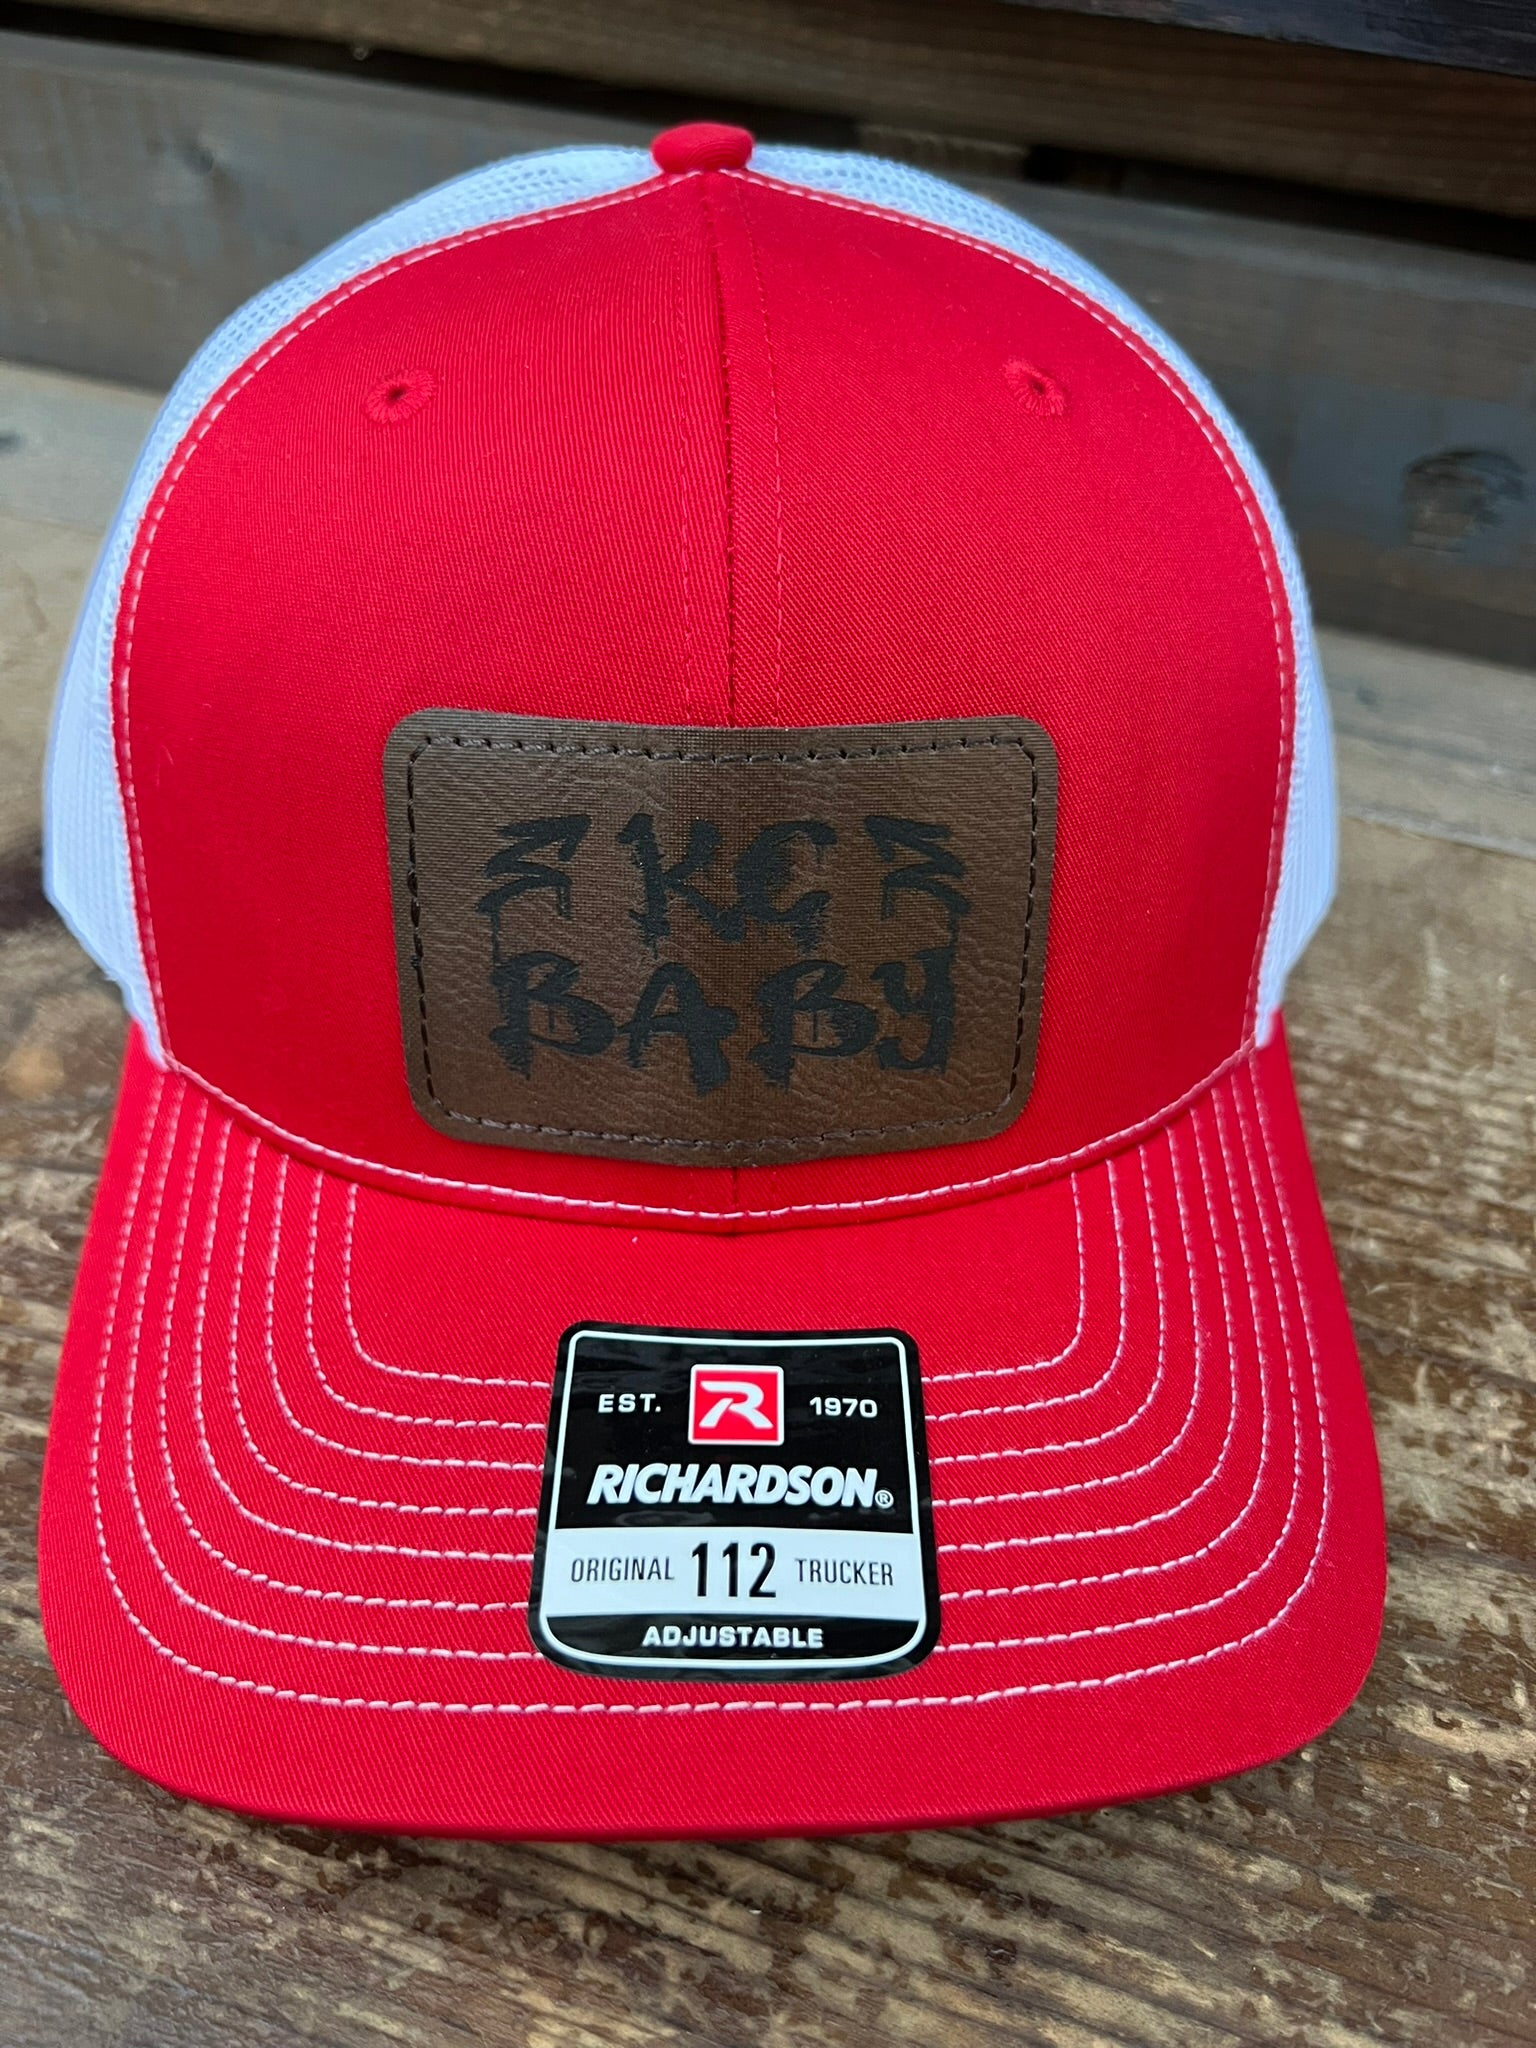 KC
BABY
EST. R 1970
RICHARDSON®
ORIGINAL 112 TRUCKER
ADJUSTABLE